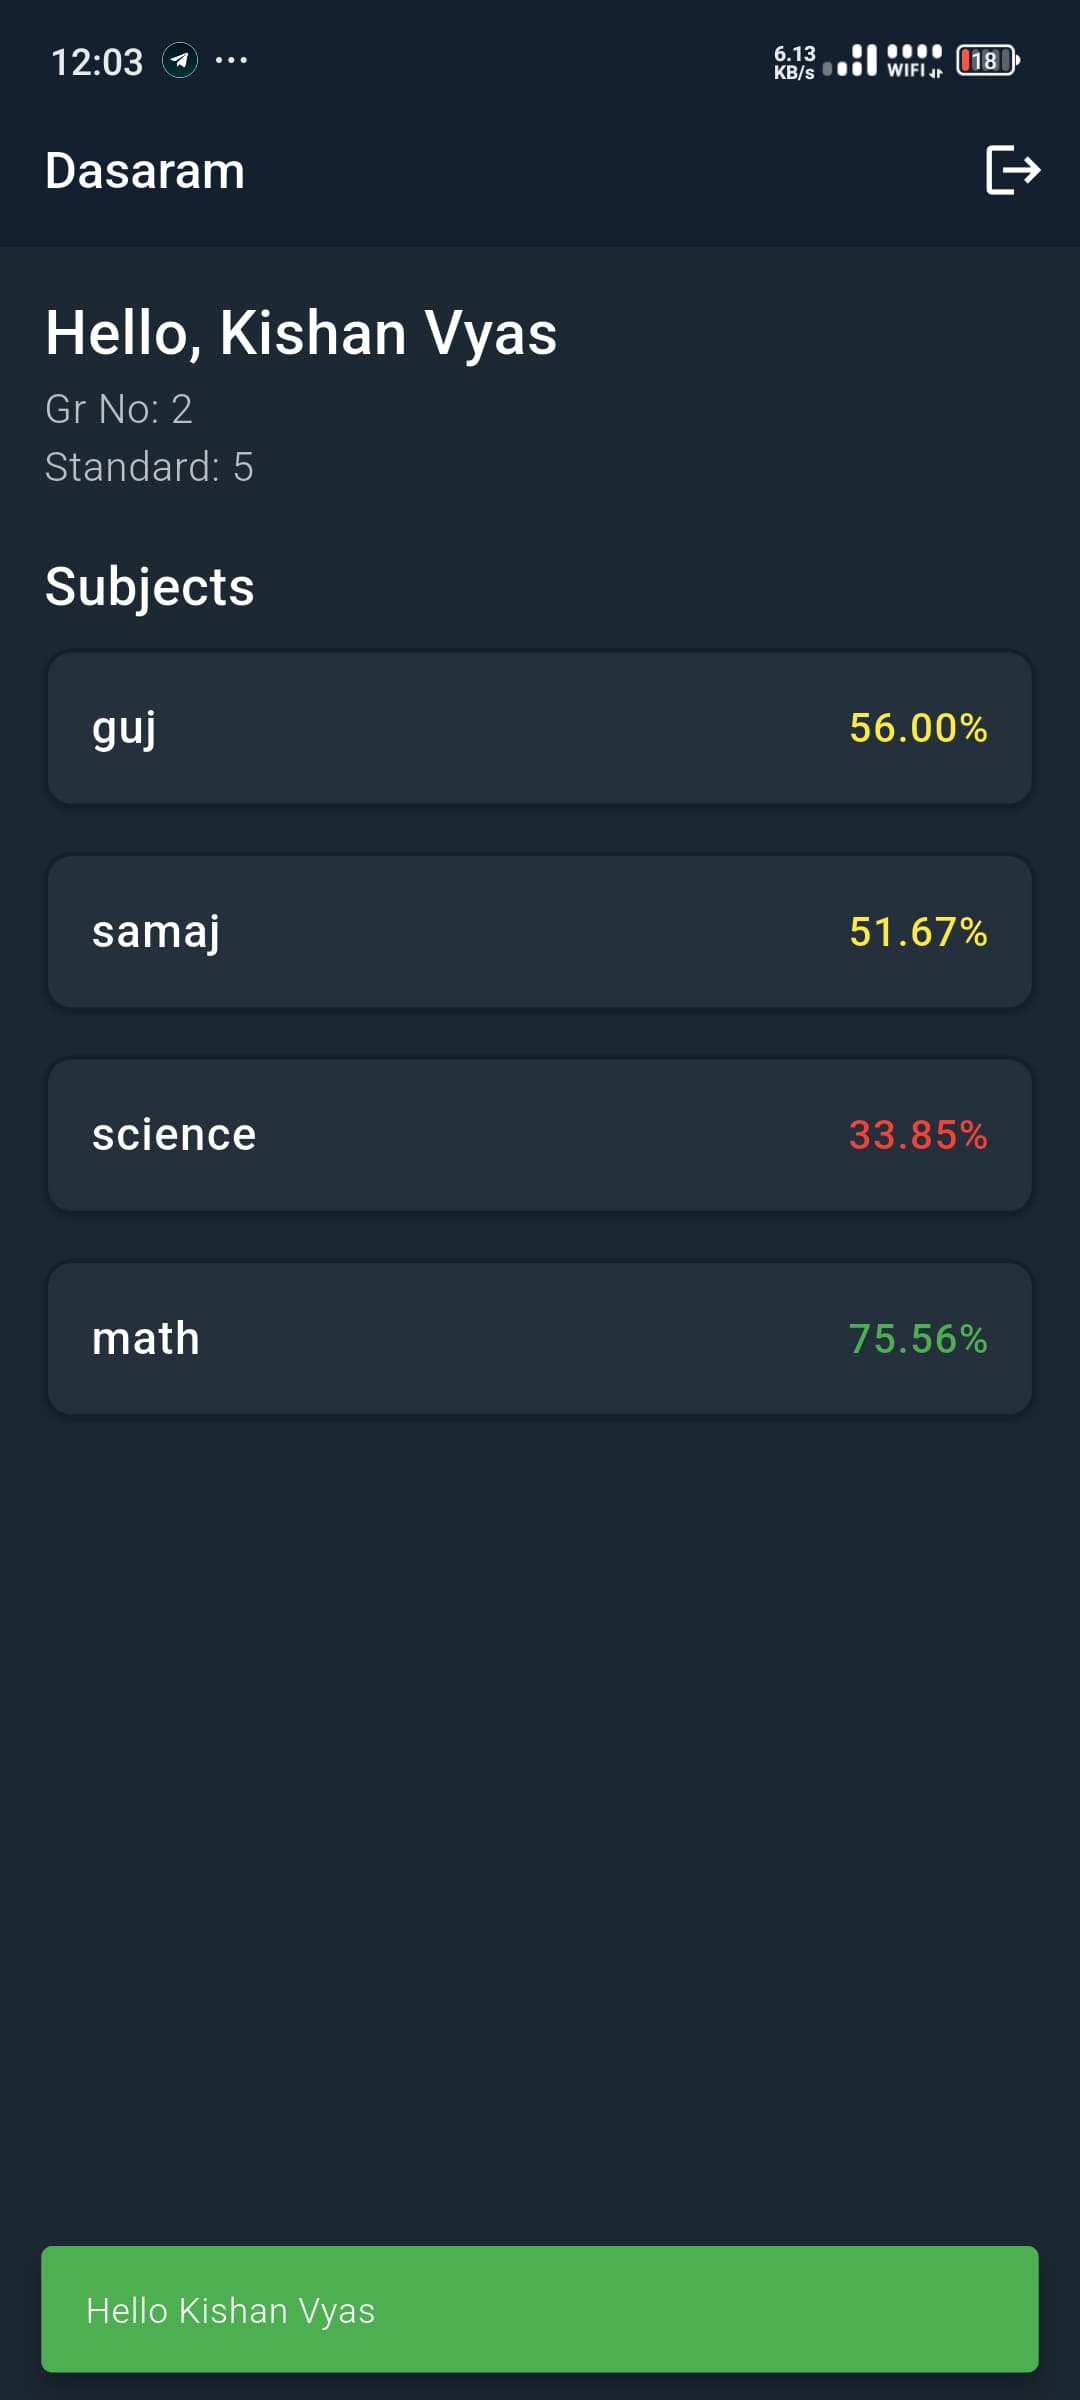 12:03 ... 6.13 KB/s WIFI 18
Dasaram
Hello, Kishan Vyas
Gr No: 2
Standard: 5
Subjects
guj 56.00%
samaj 51.67%
science 33.85%
math 75.56%
Hello Kishan Vyas